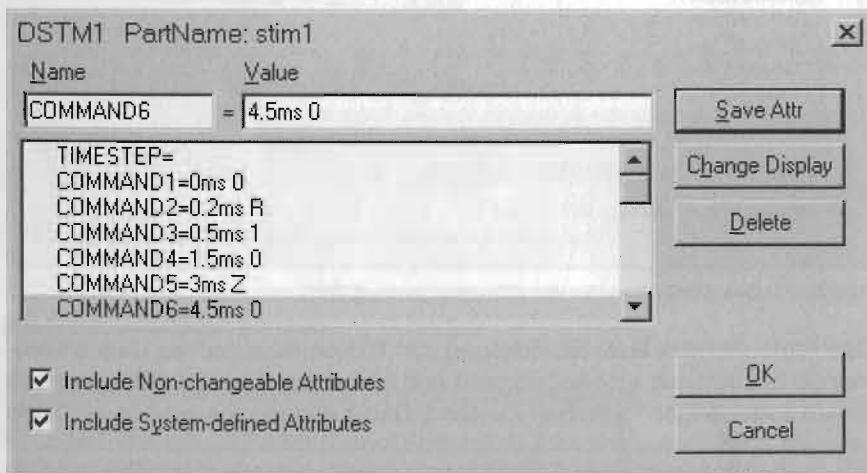 DSTM1 PartName: stim1
Name Value
COMMAND6 = 4.5ms 0
Save Attr
TIMESTEP=
COMMAND1=0ms 0
COMMAND2=0.2ms R
COMMAND3=0.5ms 1
COMMAND4=1.5ms 0
COMMAND5=3ms Z
COMMAND6=4.5ms 0
Change Display
Delete
Include Non-changeable Attributes
Include System-defined Attributes
OK
Cancel